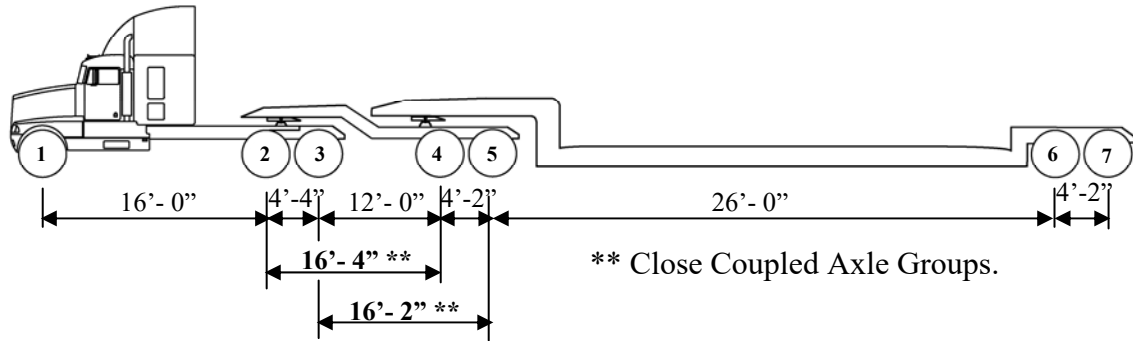 1 2 3 4 5 6 7
16’- 0” 4’-4” 12’- 0” 4’-2” 26’- 0” 4’-2”
16’- 4” ** ** Close Coupled Axle Groups.
16’- 2” **